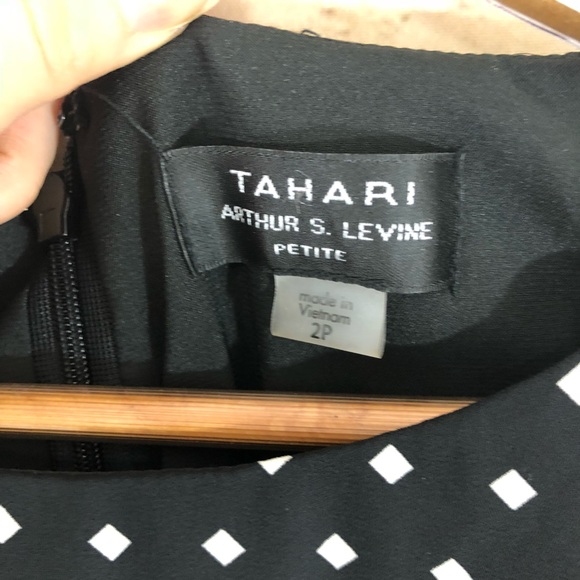 TAHARI
ARTHUR S. LEVINE
PETITE
made in
Vietnam
2P